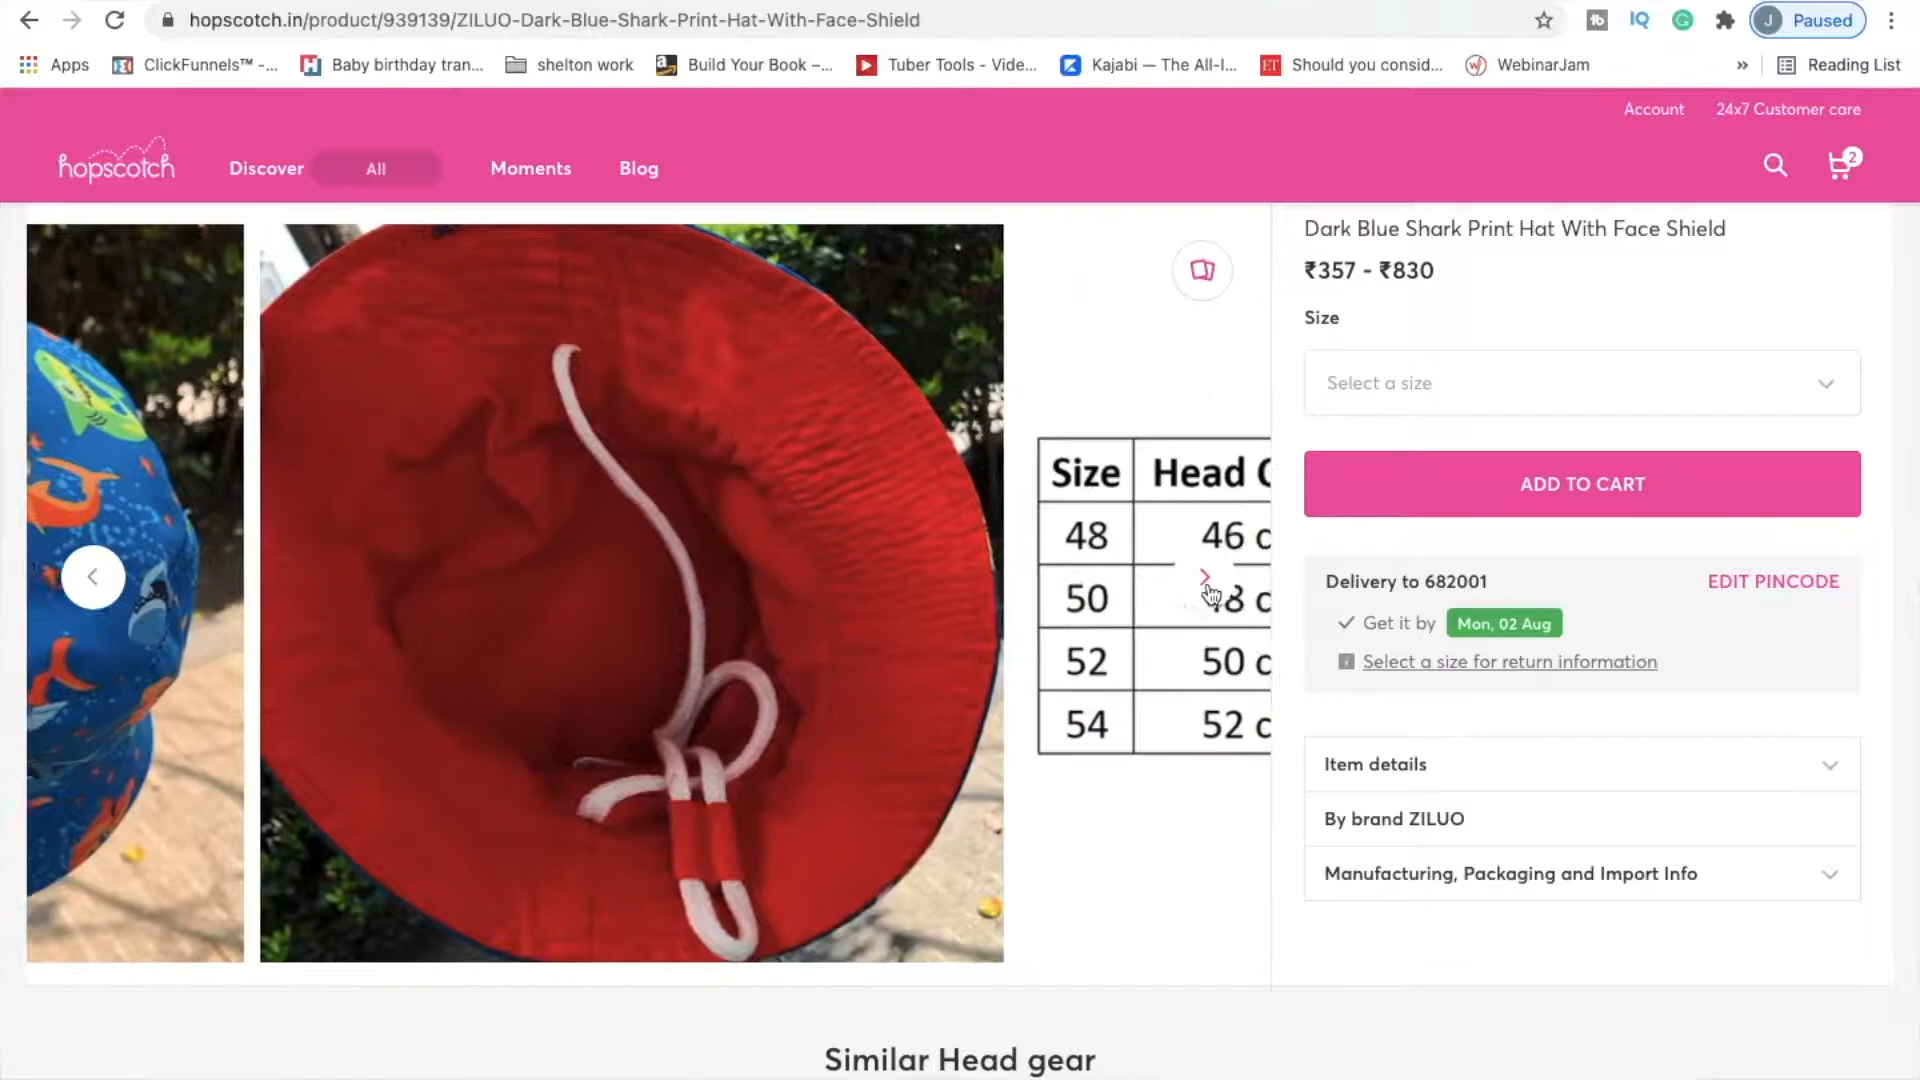 hopscotch.in/product/939139/ZILUO-Dark-Blue-Shark-Print-Hat-With-Face-Shield
IQ
J Paused
Apps
ClickFunnels™ -...
Baby birthday tran...
shelton work
Build Your Book –...
Tuber Tools - Vide...
Kajabi — The All-I...
ET Should you consid...
WebinarJam
»
Reading List
Account
24x7 Customer care
hopscotch
Discover
All
Moments
Blog
2
Dark Blue Shark Print Hat With Face Shield
₹357 - ₹830
Size
Select a size
ADD TO CART
Delivery to 682001
EDIT PINCODE
Get it by Mon, 02 Aug
Select a size for return information
Item details
By brand ZILUO
Manufacturing, Packaging and Import Info
Size Head
48 46 c
50 c
52 50 c
54 52 c
Similar Head gear